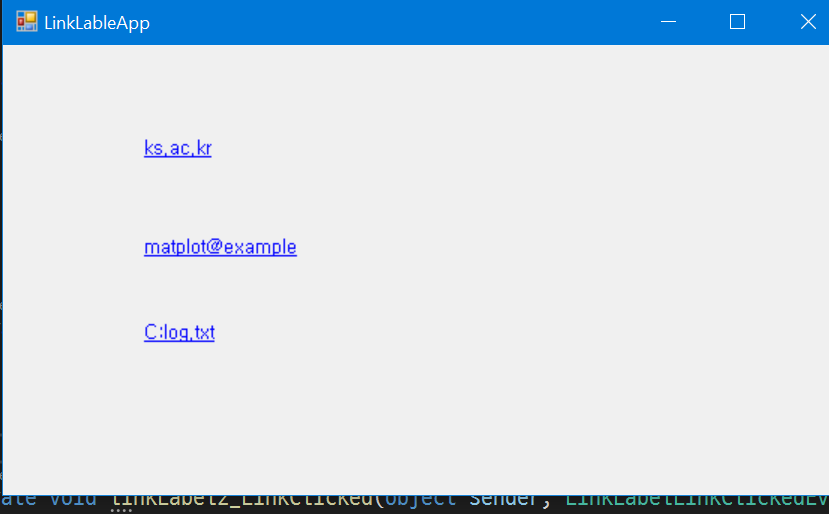 LinkLableApp
ks.ac.kr
matplot@example
C:log.txt
ate void linkLabel2_LinkClicked(object sender, LinkLabelLinkClickedEv